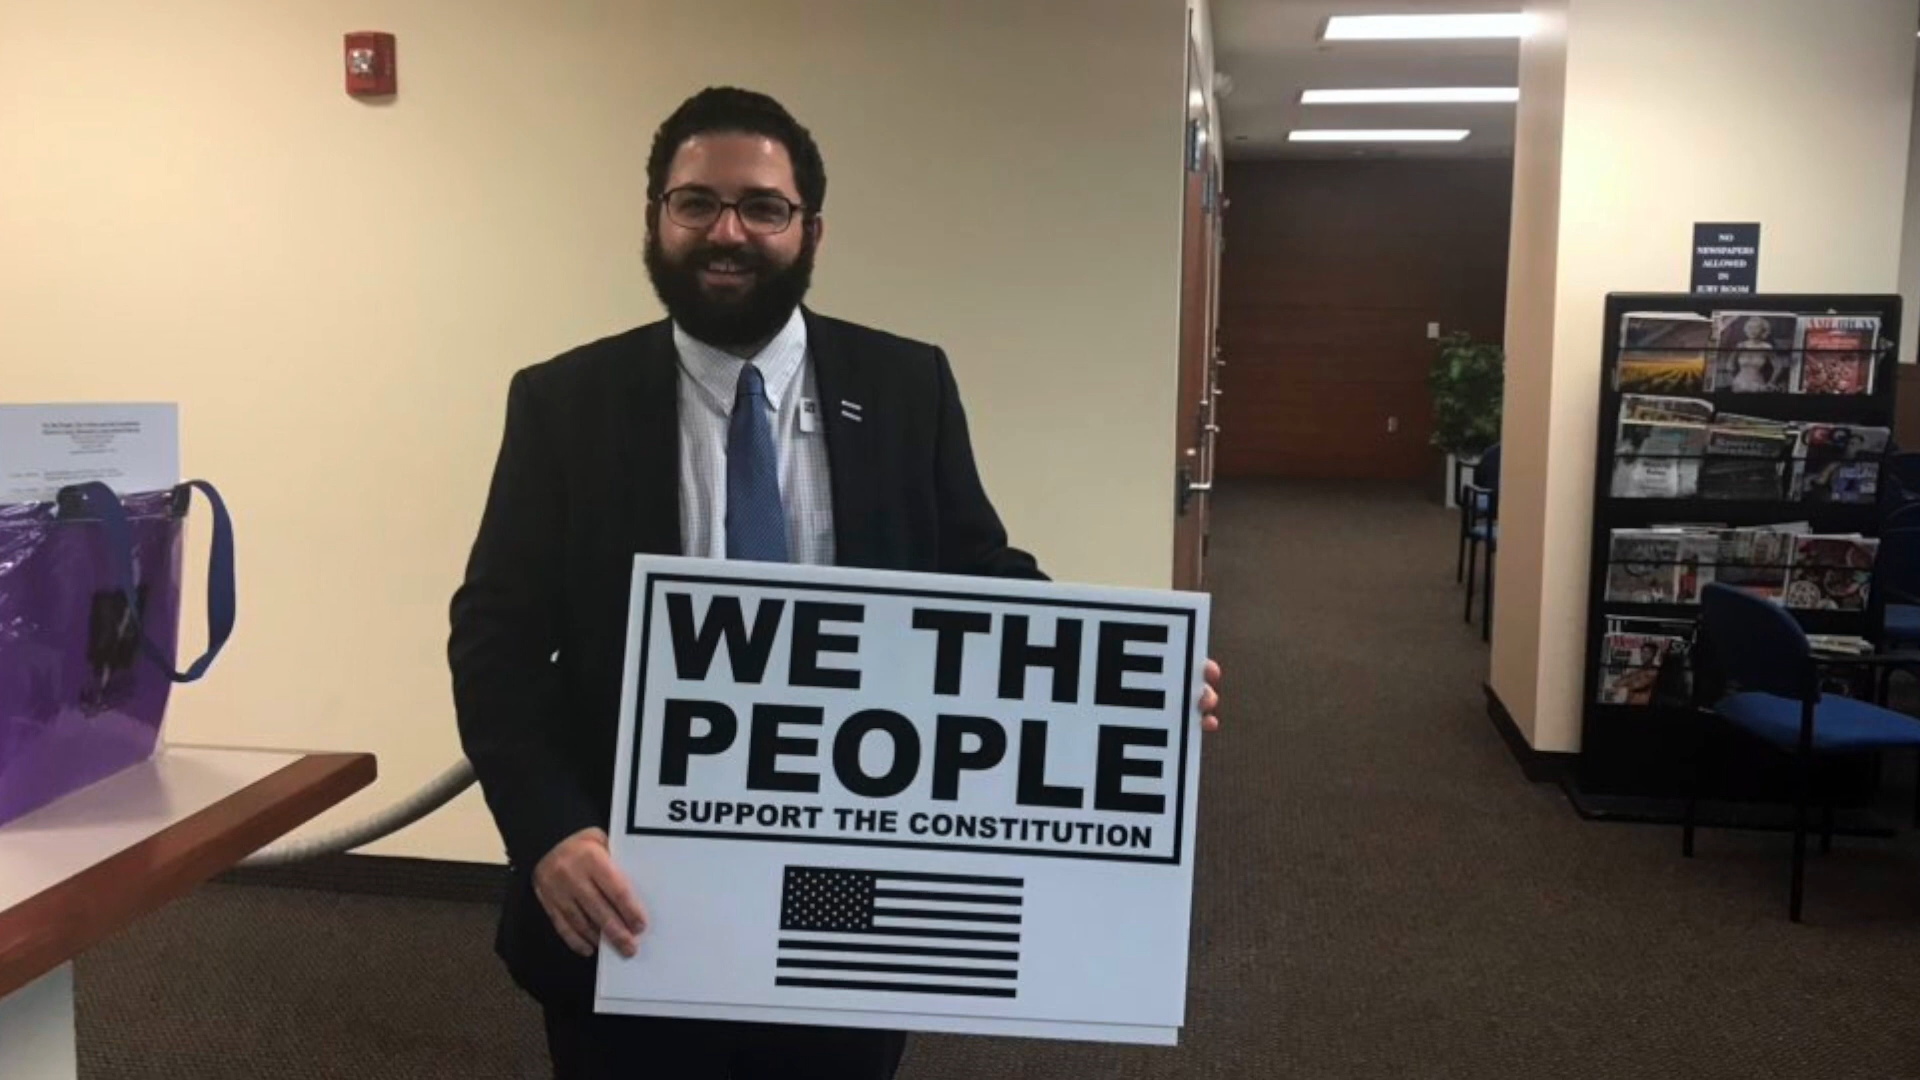 WE THE
PEOPLE
SUPPORT THE CONSTITUTION
NO
NEWSPAPERS
ALLOWED
IN
JURY ROOM